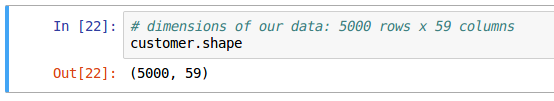 In [22]: # dimensions of our data: 5000 rows x 59 columns
customer.shape
Out[22]: (5000, 59)